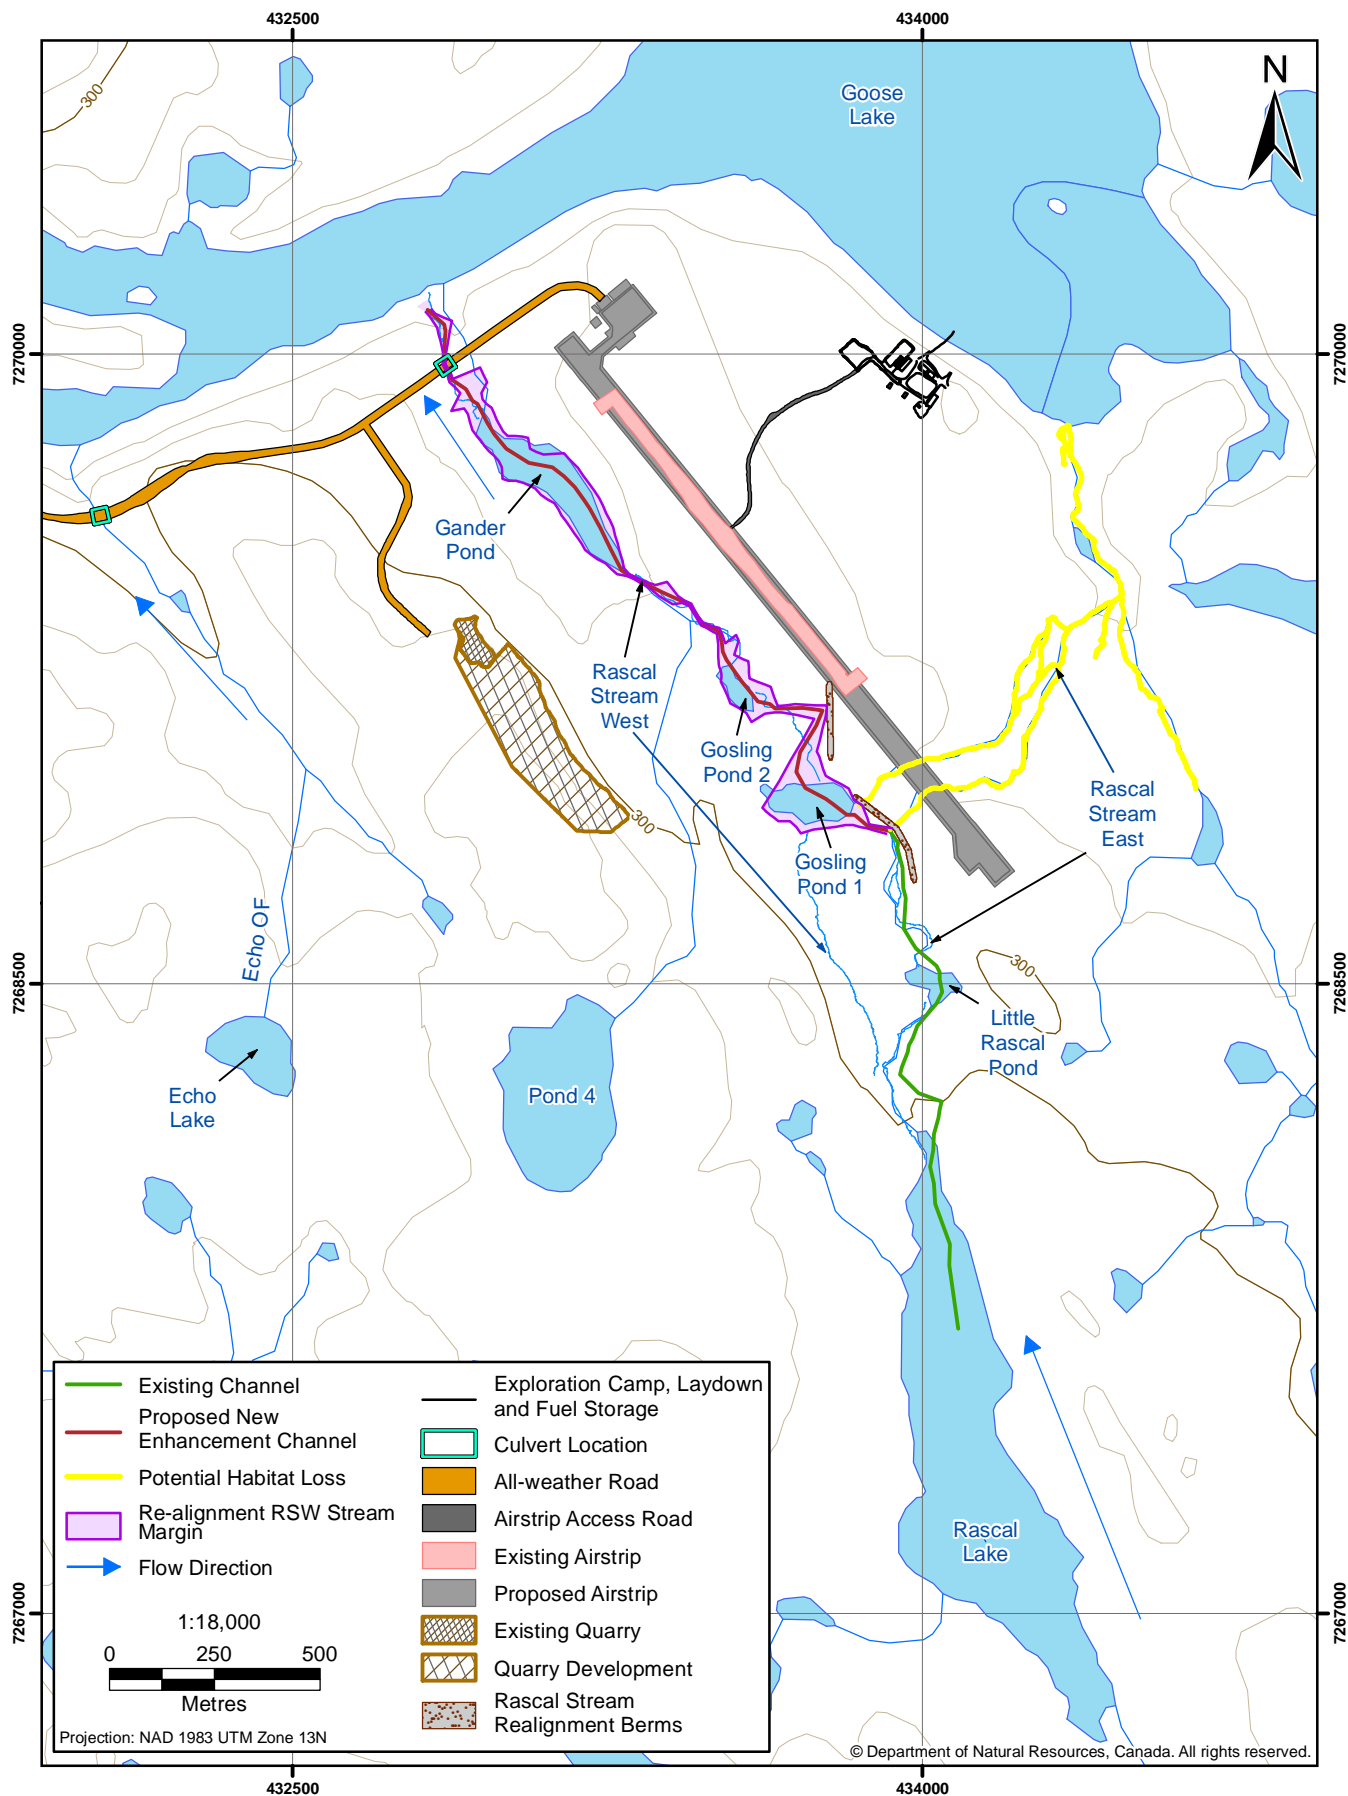 432500
434000
N
300
Goose
Lake
7270000
7270000
Gander
Pond
Rascal
Stream
West
Gosling
Pond 2
Rascal
Stream
East
300
Gosling
Pond 1
Echo OF
300
7268500
7268500
Little
Rascal
Pond
Echo
Lake
Pond 4
Rascal
Lake
7267000
7267000
Existing Channel
Proposed New
Enhancement Channel
Potential Habitat Loss
Re-alignment RSW Stream
Margin
Flow Direction
1:18,000
0 250 500
Metres
Projection: NAD 1983 UTM Zone 13N
Exploration Camp, Laydown
and Fuel Storage
Culvert Location
All-weather Road
Airstrip Access Road
Existing Airstrip
Proposed Airstrip
Existing Quarry
Quarry Development
Rascal Stream
Realignment Berms
© Department of Natural Resources, Canada. All rights reserved.
432500
434000